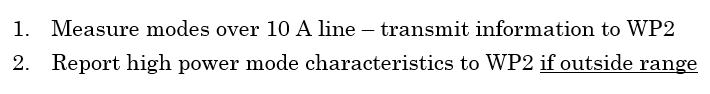 1. Measure modes over 10 A line – transmit information to WP2
2. Report high power mode characteristics to WP2 if outside range